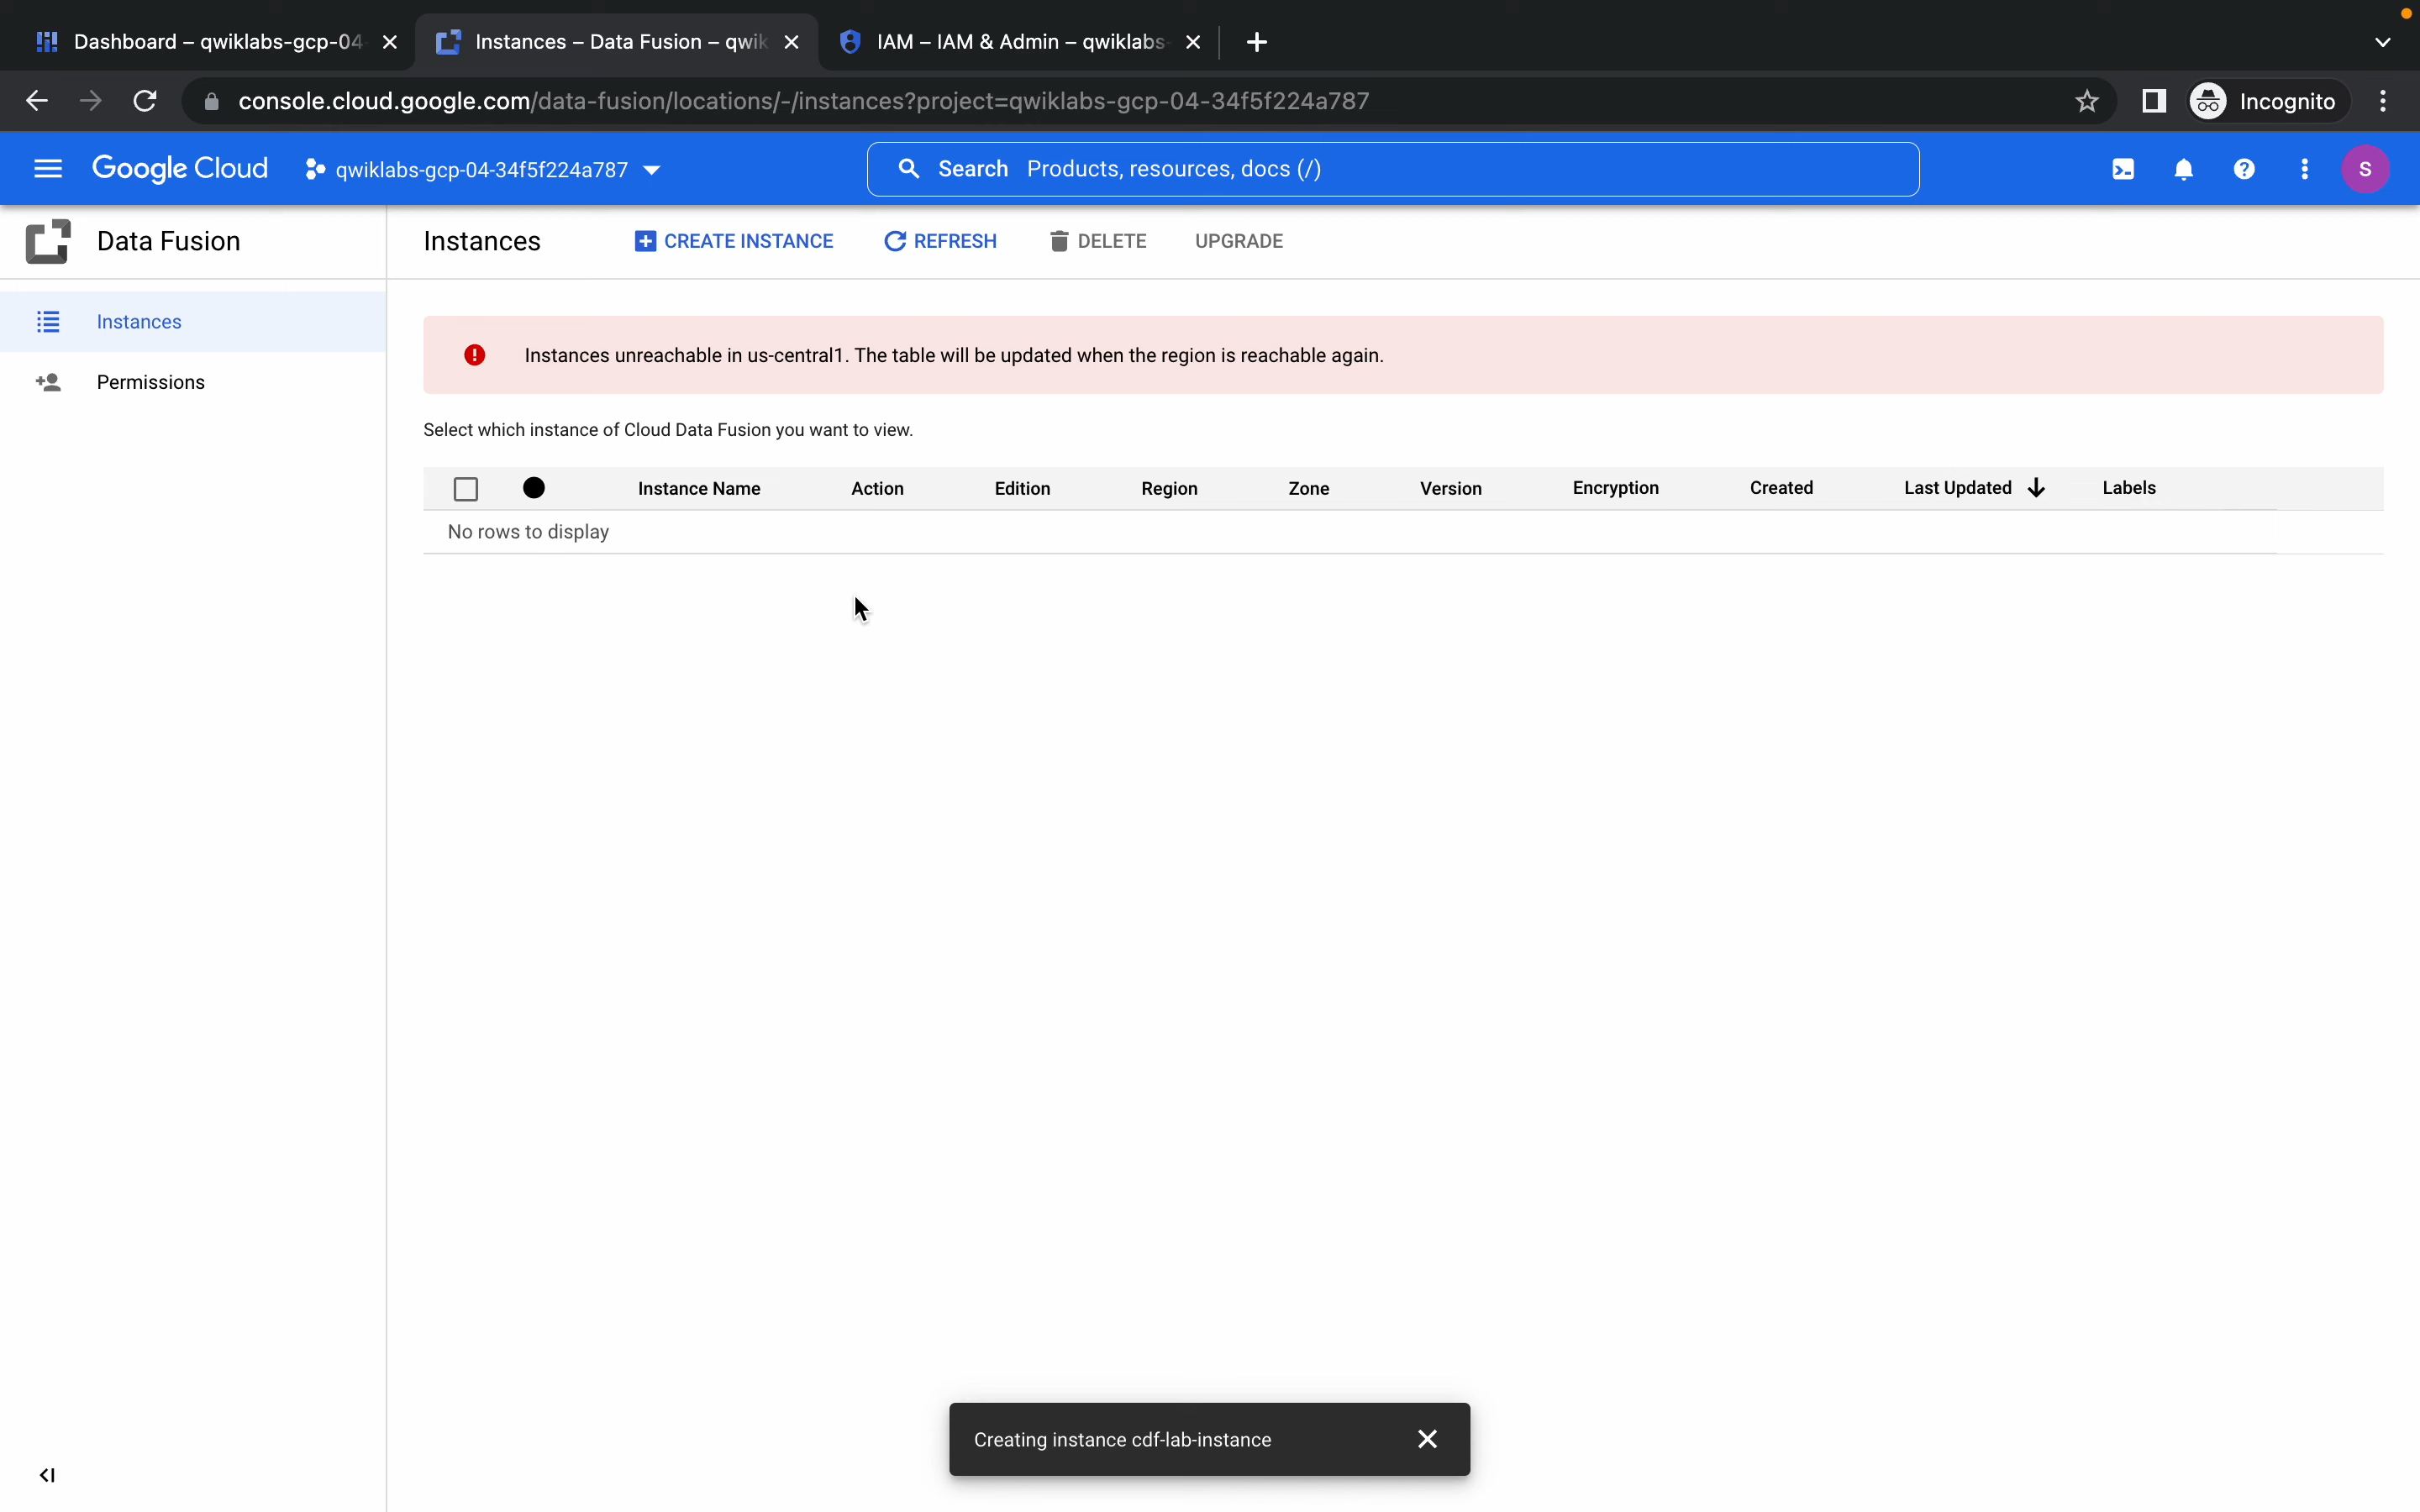 Dashboard – qwiklabs-gcp-04-
Instances – Data Fusion – qwik
IAM – IAM & Admin – qwiklabs-
console.cloud.google.com/data-fusion/locations/-/instances?project=qwiklabs-gcp-04-34f5f224a787
Incognito
Google Cloud
qwiklabs-gcp-04-34f5f224a787
Search Products, resources, docs (/)
S
Data Fusion
Instances
CREATE INSTANCE
REFRESH
DELETE
UPGRADE
Instances
Permissions
Instances unreachable in us-central1. The table will be updated when the region is reachable again.
Select which instance of Cloud Data Fusion you want to view.
Instance Name Action Edition Region Zone Version Encryption Created Last Updated Labels
No rows to display
Creating instance cdf-lab-instance